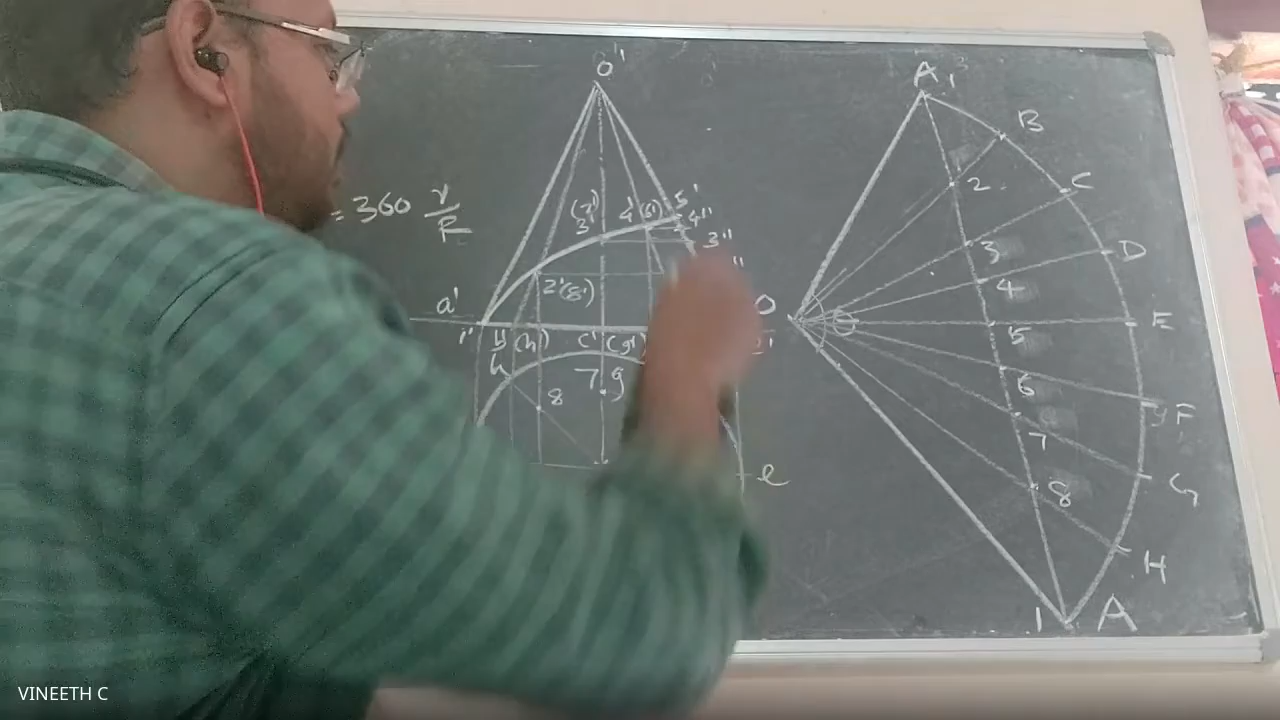 O'
= 360 r/R
(7')
3'
4'(6')
5'
4"
3"
"
2'(8')
a'
1'
b'(h')
c'(g')
h
7
g
8
e
A, 1
B
2
C
3
D
4
O
5
E
6
F
7
G
8
H
1
A
VINEETH C